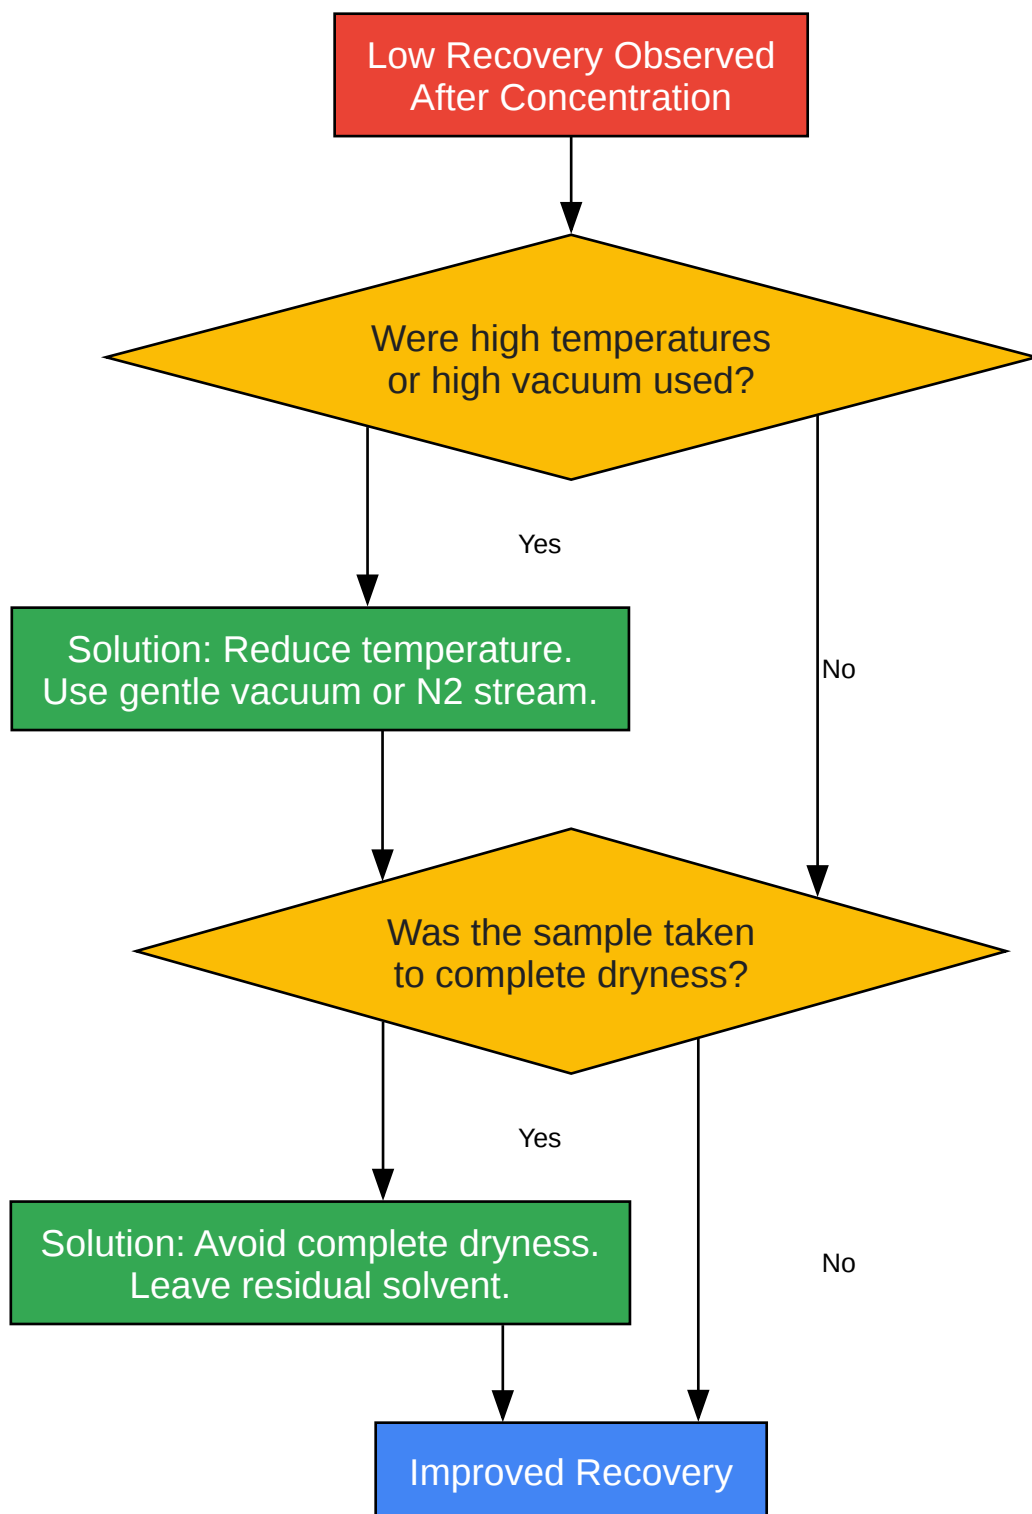 Low Recovery Observed
After Concentration
Were high temperatures
or high vacuum used?
Yes
Solution: Reduce temperature.
Use gentle vacuum or N2 stream.
No
Was the sample taken
to complete dryness?
Yes
Solution: Avoid complete dryness.
Leave residual solvent.
No
Improved Recovery